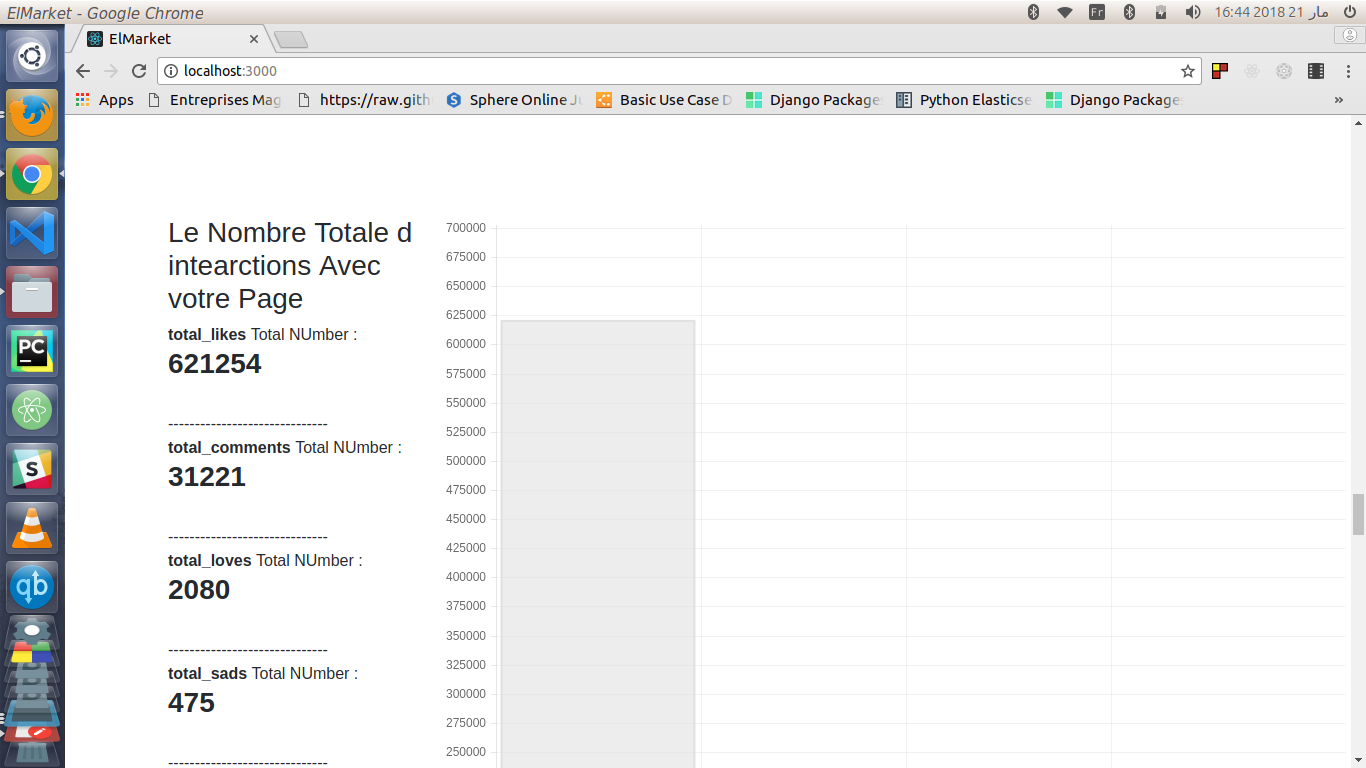 ElMarket - Google Chrome
Fr
16:44 2018 مار 21
ElMarket
localhost:3000
Apps
Entreprises Mag
https://raw.gith
Sphere Online Ju
Basic Use Case D
Django Package
Python Elasticse
Django Package
»
Le Nombre Totale d
intearctions Avec
votre Page
total_likes Total NUmber :
621254
------------------------------
total_comments Total NUmber :
31221
------------------------------
total_loves Total NUmber :
2080
------------------------------
total_sads Total NUmber :
475
------------------------------
700000
675000
650000
625000
600000
575000
550000
525000
500000
475000
450000
425000
400000
375000
350000
325000
300000
275000
250000
PC
S
qb